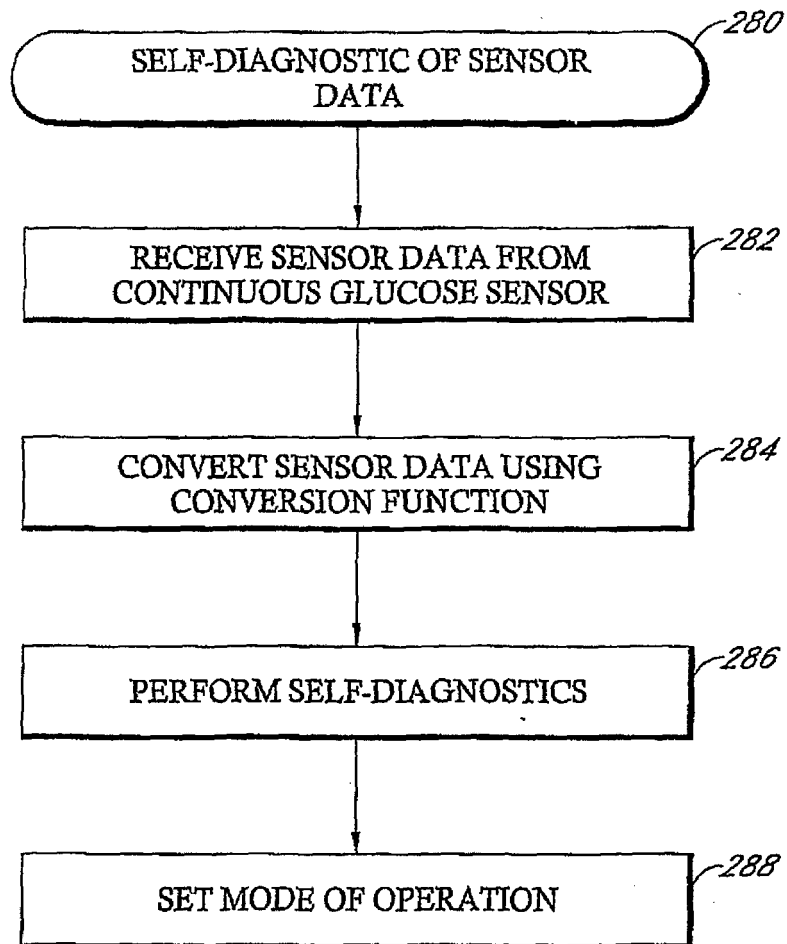 280
SELF-DIAGNOSTIC OF SENSOR
DATA
282
RECEIVE SENSOR DATA FROM
CONTINUOUS GLUCOSE SENSOR
284
CONVERT SENSOR DATA USING
CONVERSION FUNCTION
286
PERFORM SELF-DIAGNOSTICS
288
SET MODE OF OPERATION